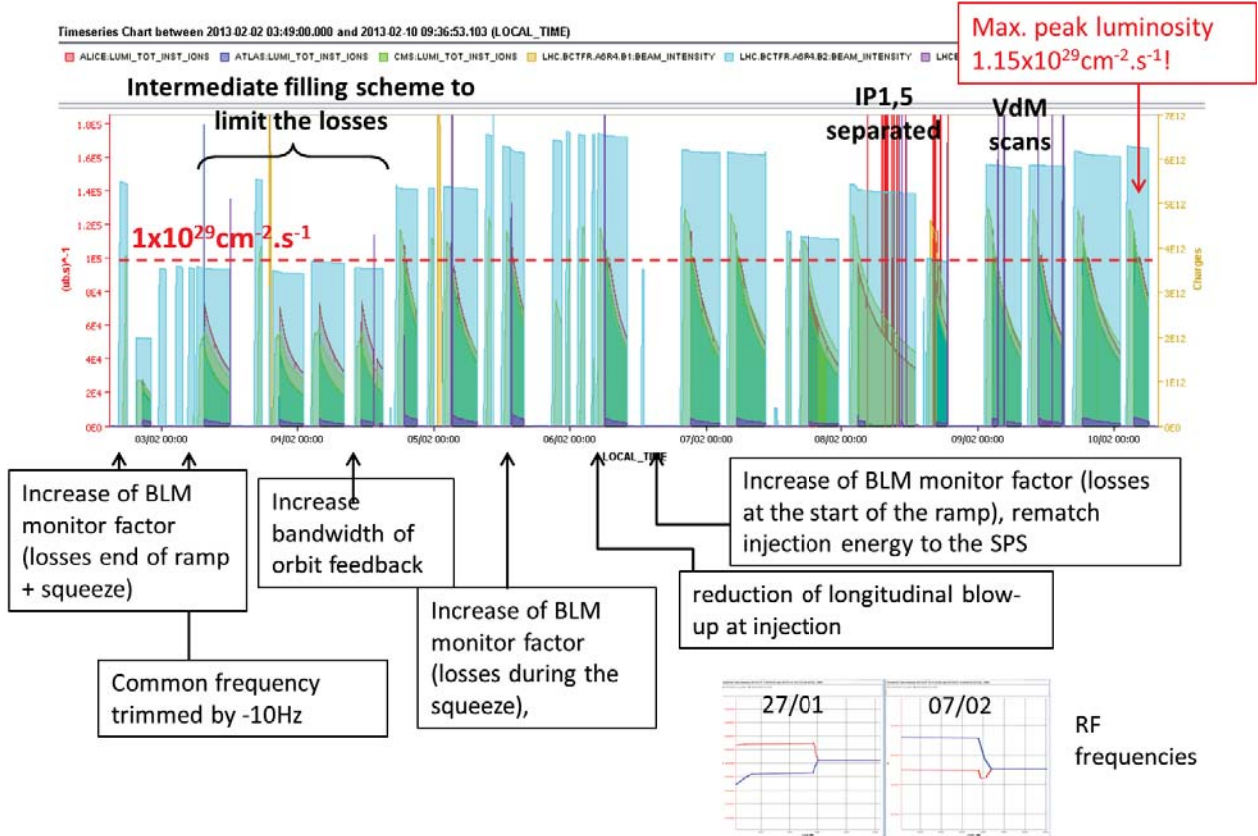 Timeseries Chart between 2013-02-02 03:49:00.000 and 2013-02-10 09:36:53.103 (LOCAL_TIME)
ALICE:LUMI_TOT_INST_IONS ATLAS:LUMI_TOT_INST_IONS CMS:LUMI_TOT_INST_IONS LHC.BCTFR.A6R4.B1:BEAM_INTENSITY LHC.BCTFR.A6R4.B2:BEAM_INTENSITY
Max. peak luminosity
1.15x10²⁹cm⁻².s⁻¹!
Intermediate filling scheme to
limit the losses
IP1,5
separated
VdM
scans
1x10²⁹cm⁻².s⁻¹
1.8E5
1.6E5
1.4E5
1.2E5
1E5
8E4
6E4
4E4
2E4
0E0
(ub.s)^-1
7E12
6E12
5E12
4E12
3E12
2E12
1E12
0E0
Charges
03/02 00:00 04/02 00:00 05/02 00:00 06/02 00:00 07/02 00:00 08/02 00:00 09/02 00:00 10/02 00:00
LOCAL_TIME
Increase of BLM
monitor factor
(losses end of ramp
+ squeeze)
Increase
bandwidth of
orbit feedback
Increase of BLM monitor factor (losses
at the start of the ramp), rematch
injection energy to the SPS
reduction of longitudinal blow-
up at injection
Increase of BLM
monitor factor
(losses during the
squeeze),
Common frequency
trimmed by -10Hz
27/01
07/02
RF
frequencies